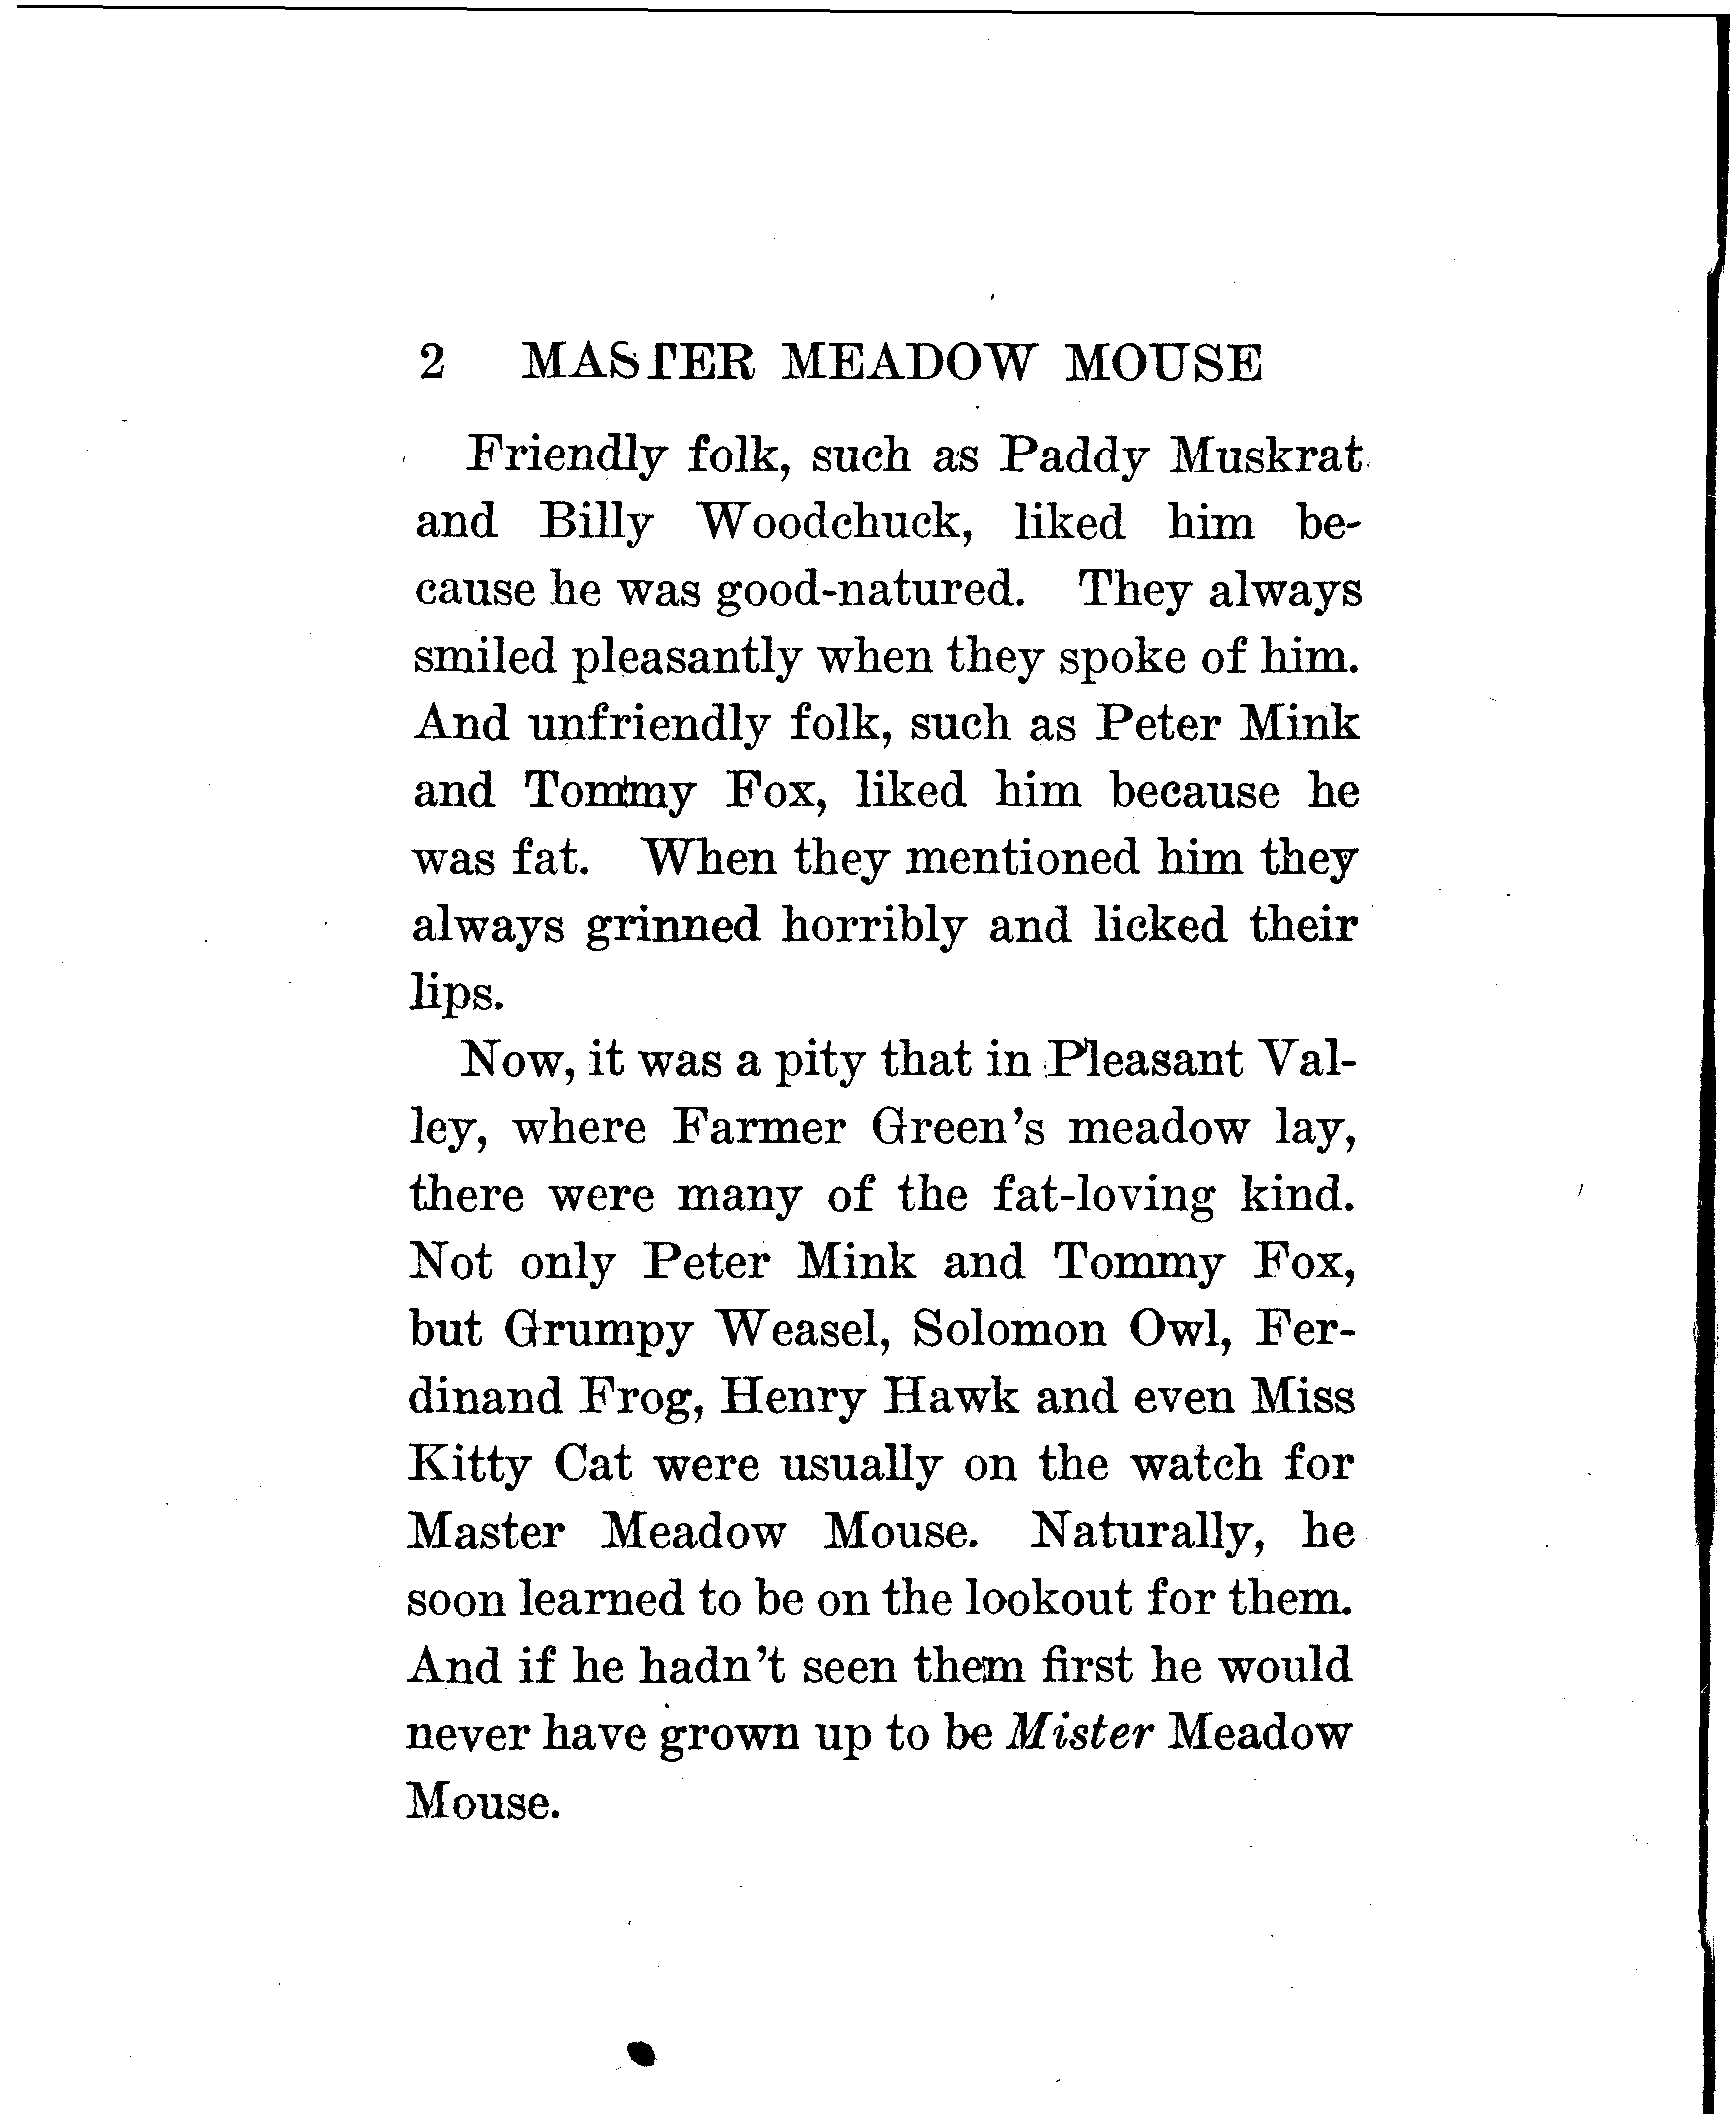 2 MASTER MEADOW MOUSE
Friendly folk, such as Paddy Muskrat
and Billy Woodchuck, liked him be-
cause he was good-natured. They always
smiled pleasantly when they spoke of him.
And unfriendly folk, such as Peter Mink
and Tommy Fox, liked him because he
was fat. When they mentioned him they
always grinned horribly and licked their
lips.
Now, it was a pity that in Pleasant Val-
ley, where Farmer Green's meadow lay,
there were many of the fat-loving kind.
Not only Peter Mink and Tommy Fox,
but Grumpy Weasel, Solomon Owl, Fer-
dinand Frog, Henry Hawk and even Miss
Kitty Cat were usually on the watch for
Master Meadow Mouse. Naturally, he
soon learned to be on the lookout for them.
And if he hadn't seen them first he would
never have grown up to be Mister Meadow
Mouse.